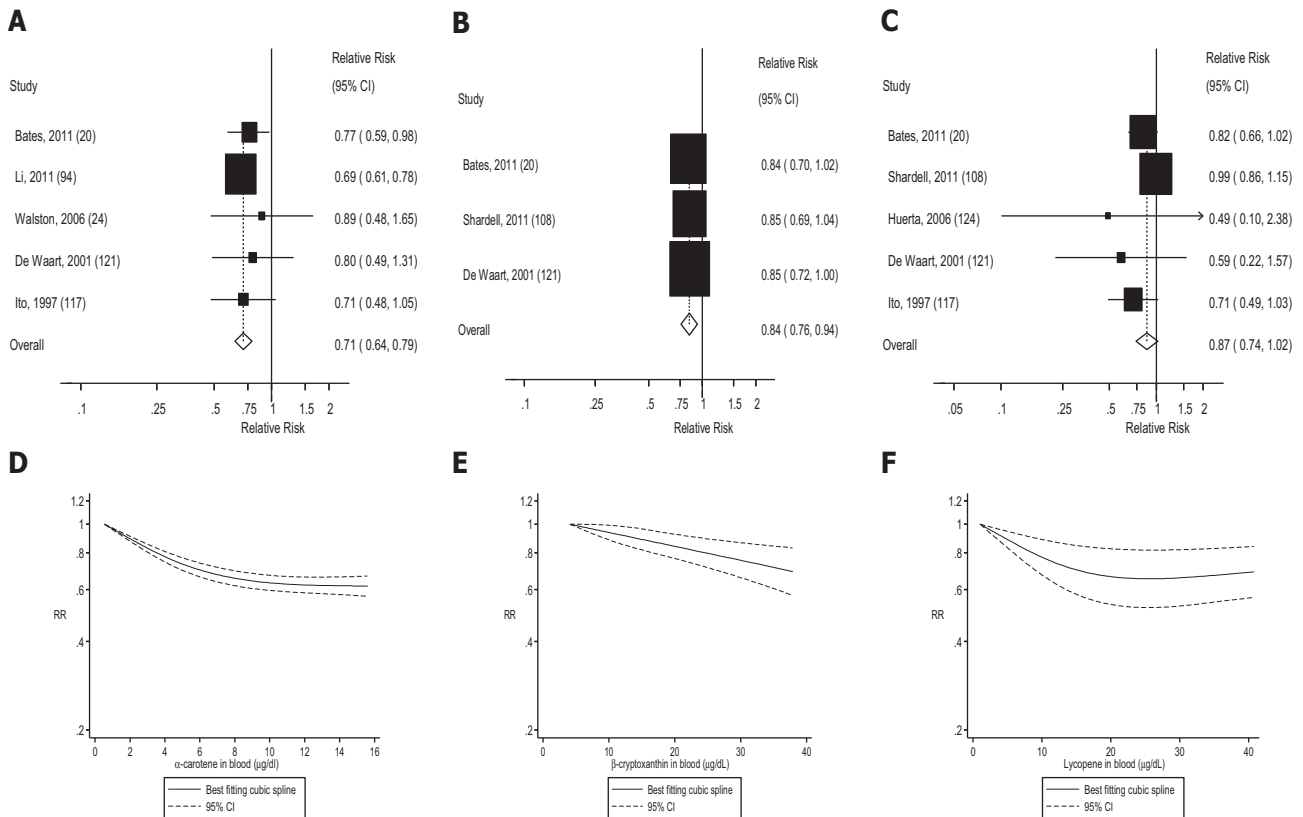 A
Relative Risk
Study
(95% CI)
Bates, 2011 (20)
0.77 ( 0.59, 0.98)
Li, 2011 (94)
0.69 ( 0.61, 0.78)
Walston, 2006 (24)
0.89 ( 0.48, 1.65)
De Waart, 2001 (121)
0.80 ( 0.49, 1.31)
Ito, 1997 (117)
0.71 ( 0.48, 1.05)
Overall
0.71 ( 0.64, 0.79)
.1 .25 .5 .75 1 1.5 2
Relative Risk
B
Relative Risk
Study
(95% CI)
Bates, 2011 (20)
0.84 ( 0.70, 1.02)
Shardell, 2011 (108)
0.85 ( 0.69, 1.04)
De Waart, 2001 (121)
0.85 ( 0.72, 1.00)
Overall
0.84 ( 0.76, 0.94)
.1 .25 .5 .75 1 1.5 2
Relative Risk
C
Relative Risk
Study
(95% CI)
Bates, 2011 (20)
0.82 ( 0.66, 1.02)
Shardell, 2011 (108)
0.99 ( 0.86, 1.15)
Huerta, 2006 (124)
0.49 ( 0.10, 2.38)
De Waart, 2001 (121)
0.59 ( 0.22, 1.57)
Ito, 1997 (117)
0.71 ( 0.49, 1.03)
Overall
0.87 ( 0.74, 1.02)
.05 .1 .25 .5 .75 1 1.5 2
Relative Risk
D
1.2
1
.8
.6
RR
.4
.2
0 2 4 6 8 10 12 14 16
α-carotene in blood (μg/dl)
Best fitting cubic spline
95% CI
E
1.2
1
.8
.6
RR
.4
.2
0 10 20 30 40
β-cryptoxanthin in blood (μg/dL)
Best fitting cubic spline
95% CI
F
1.2
1
.8
.6
RR
.4
.2
0 10 20 30 40
Lycopene in blood (μg/dL)
Best fitting cubic spline
95% CI